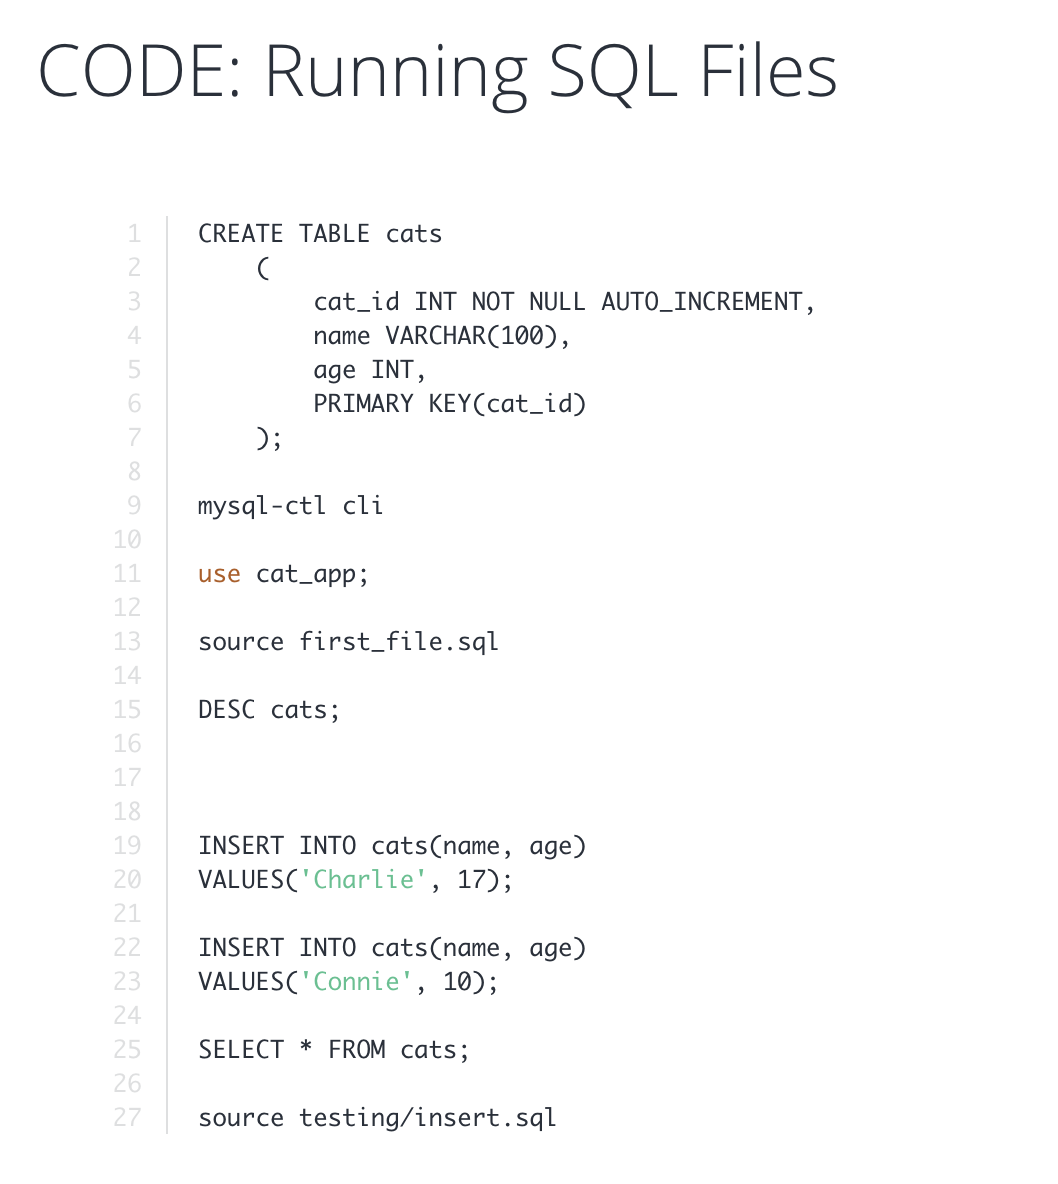 CODE: Running SQL Files
1 CREATE TABLE cats
2     (
3         cat_id INT NOT NULL AUTO_INCREMENT,
4         name VARCHAR(100),
5         age INT,
6         PRIMARY KEY(cat_id)
7     );
8
9 mysql-ctl cli
10
11 use cat_app;
12
13 source first_file.sql
14
15 DESC cats;
16
17
18
19 INSERT INTO cats(name, age)
20 VALUES('Charlie', 17);
21
22 INSERT INTO cats(name, age)
23 VALUES('Connie', 10);
24
25 SELECT * FROM cats;
26
27 source testing/insert.sql